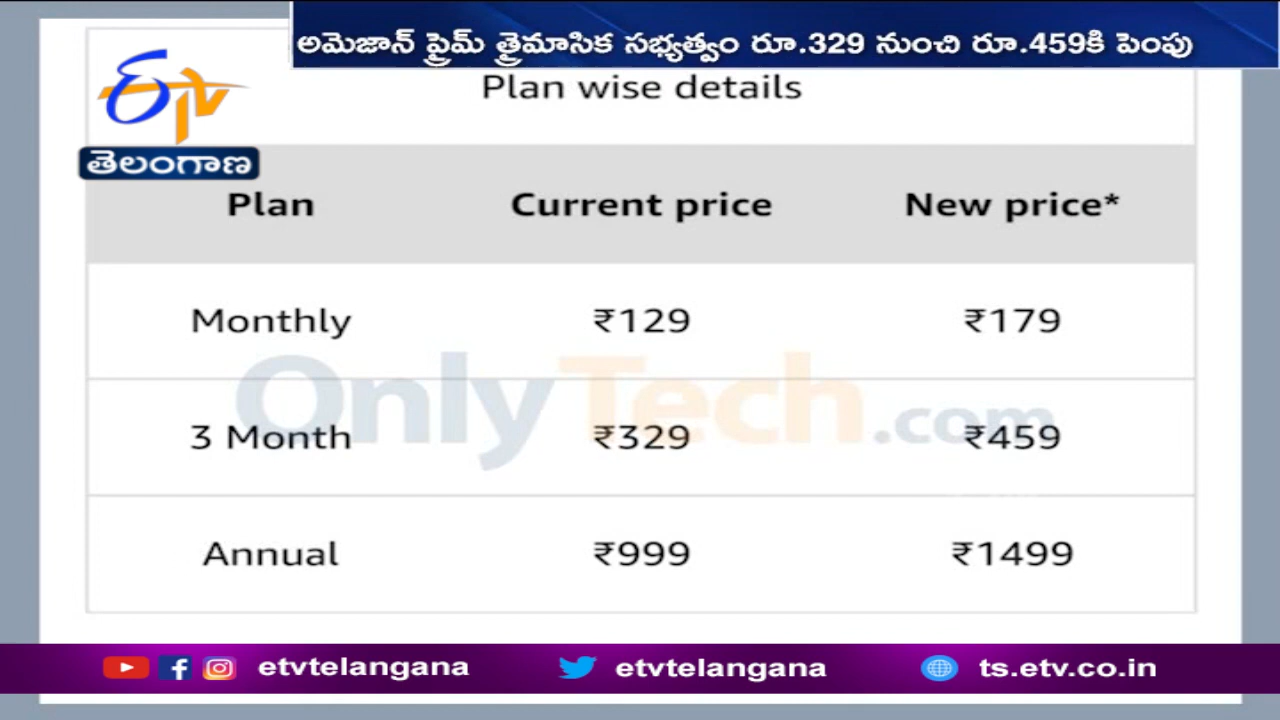 అమెజాన్ ప్రైమ్ త్రైమాసిక సభ్యత్వం రూ.329 నుంచి రూ.459కి పెంపు
ETV
తెలంగాణ
Plan wise details
Plan Current price New price*
Monthly ₹129 ₹179
OnlyTech.com
3 Month ₹329 ₹459
Annual ₹999 ₹1499
etvtelangana etvtelangana ts.etv.co.in